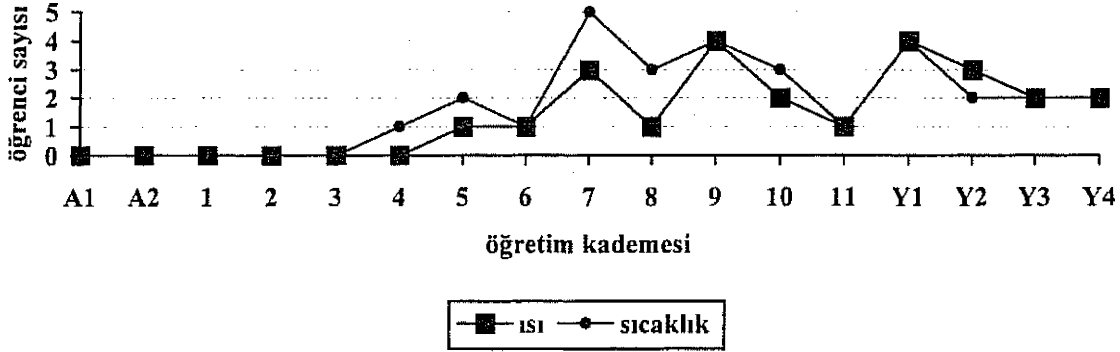 öğrenci sayısı
5
4
3
2
1
0
A1 A2 1 2 3 4 5 6 7 8 9 10 11 Y1 Y2 Y3 Y4
öğretim kademesi
ısı sıcaklık